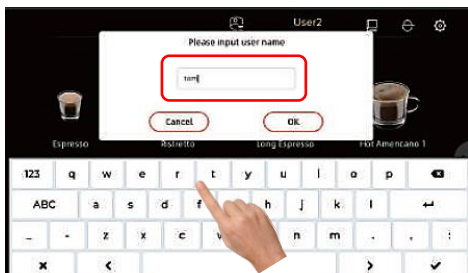 User2
Please input user name
tom
Cancel
OK
Espresso
Ristretto
Long Espresso
Hot Americano 1
123 q w e r t y u i o p
ABC a s d f h j k l
_ - z x c v n m . , :